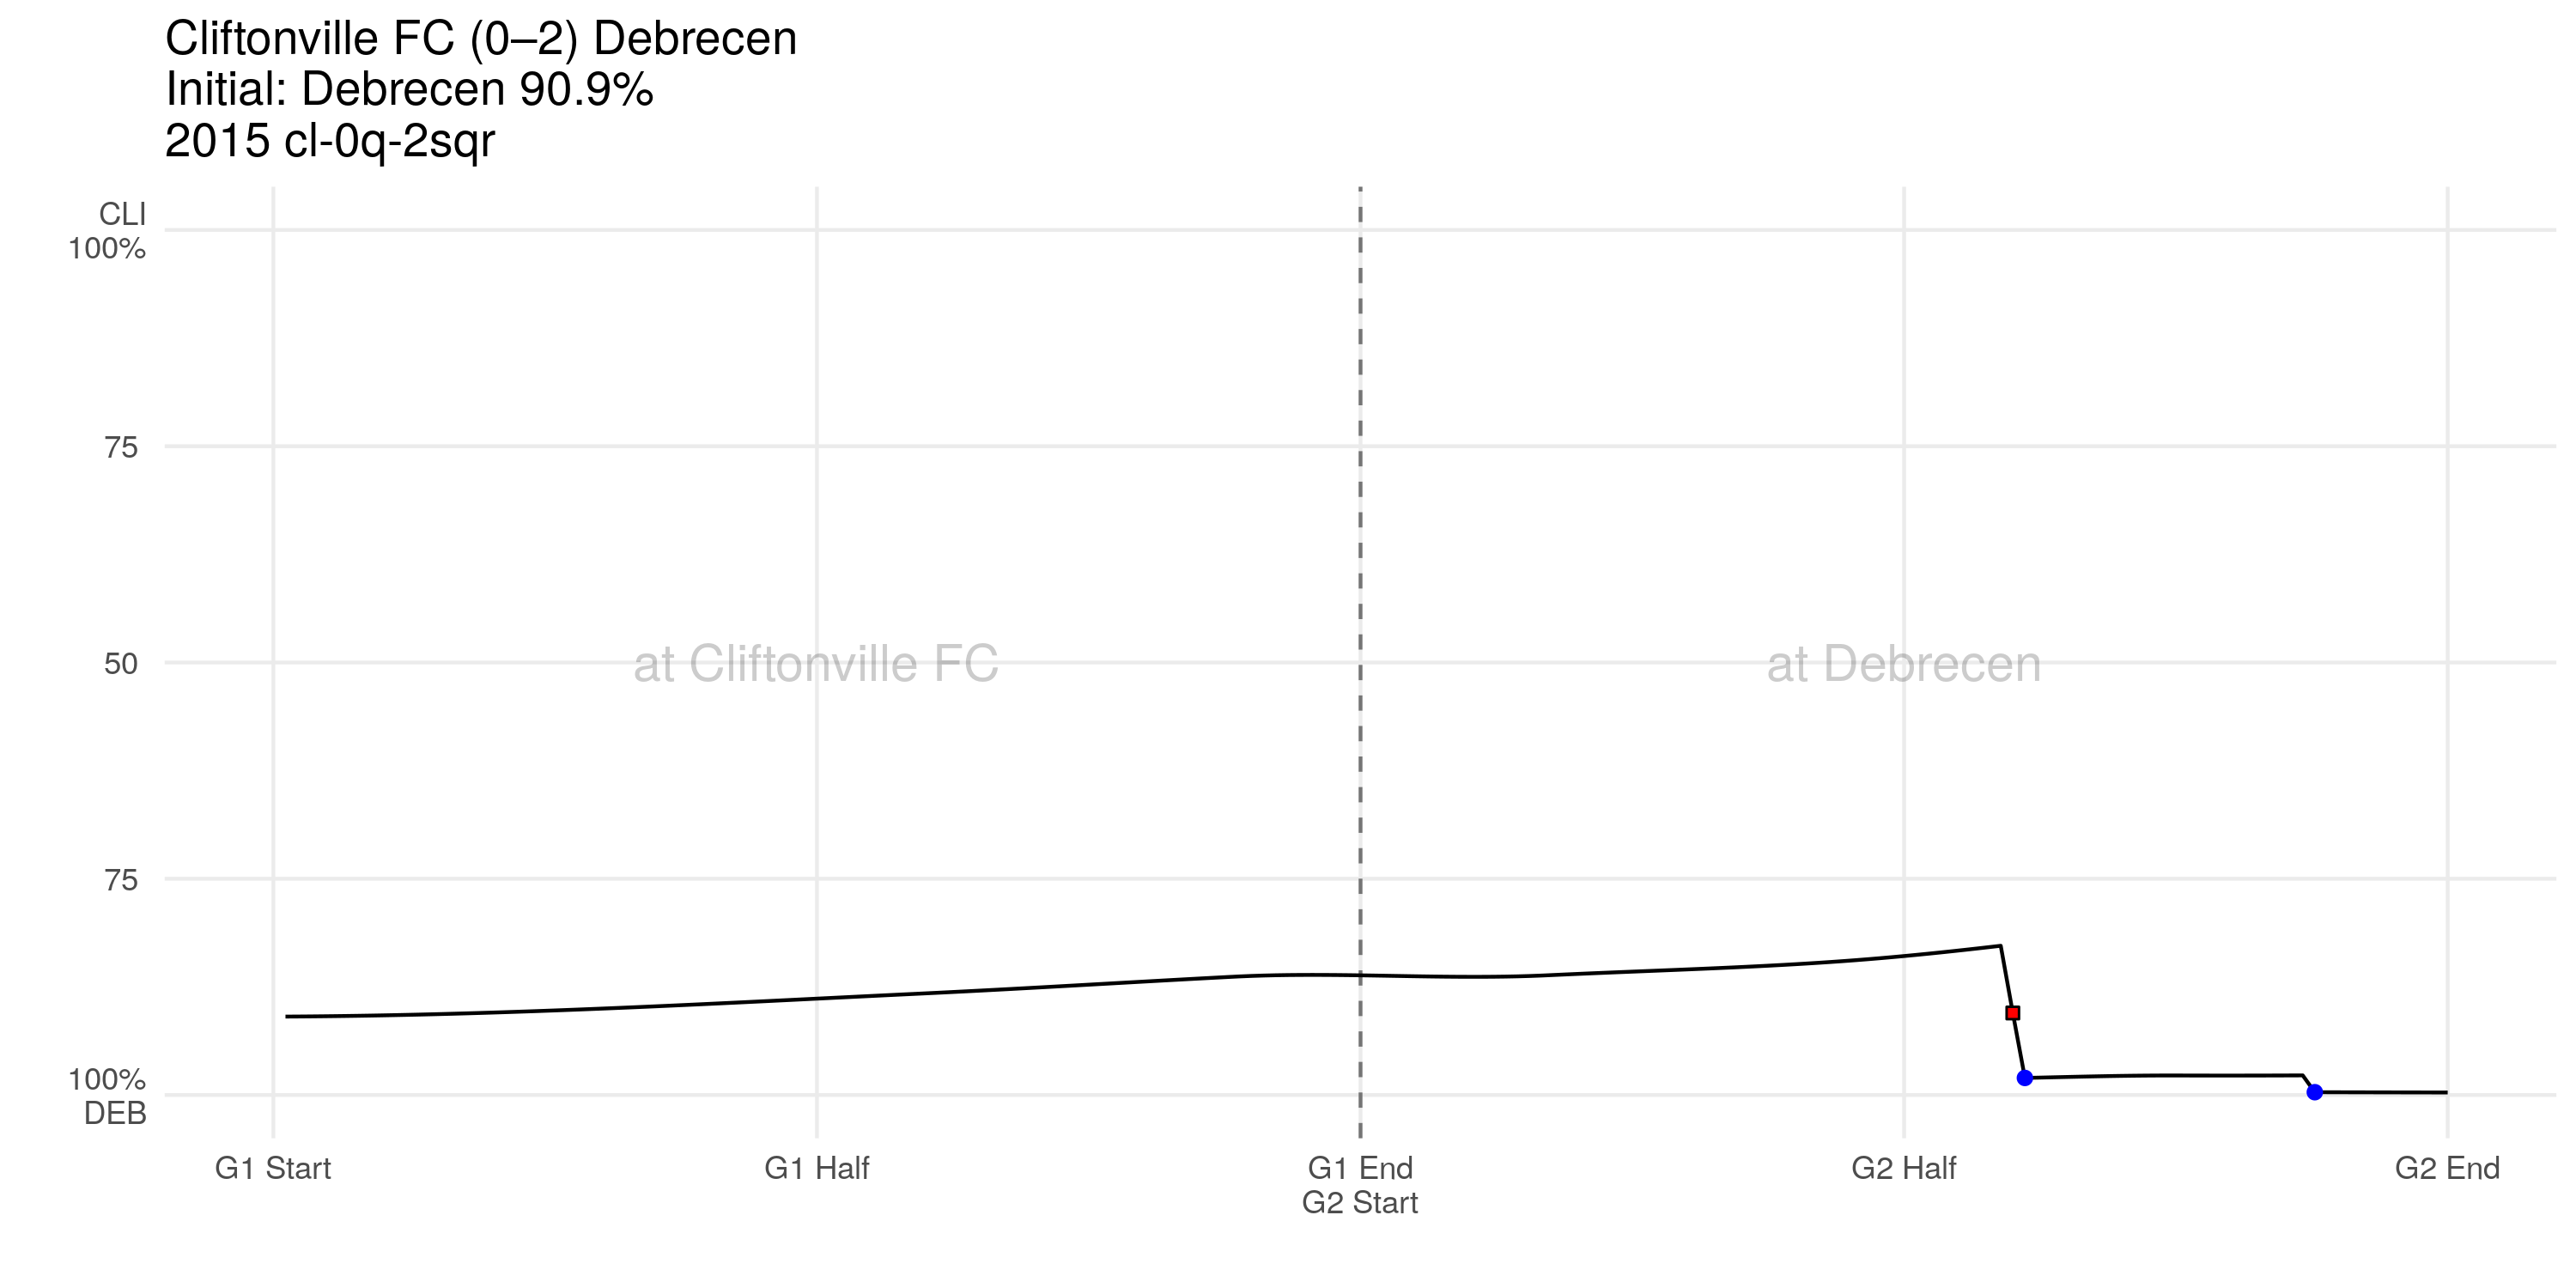 Cliftonville FC (0–2) Debrecen
Initial: Debrecen 90.9%
2015 cl-0q-2sqr
CLI
100%
75
50
75
100%
DEB
at Cliftonville FC
at Debrecen
G1 Start
G1 Half
G1 End
G2 Start
G2 Half
G2 End